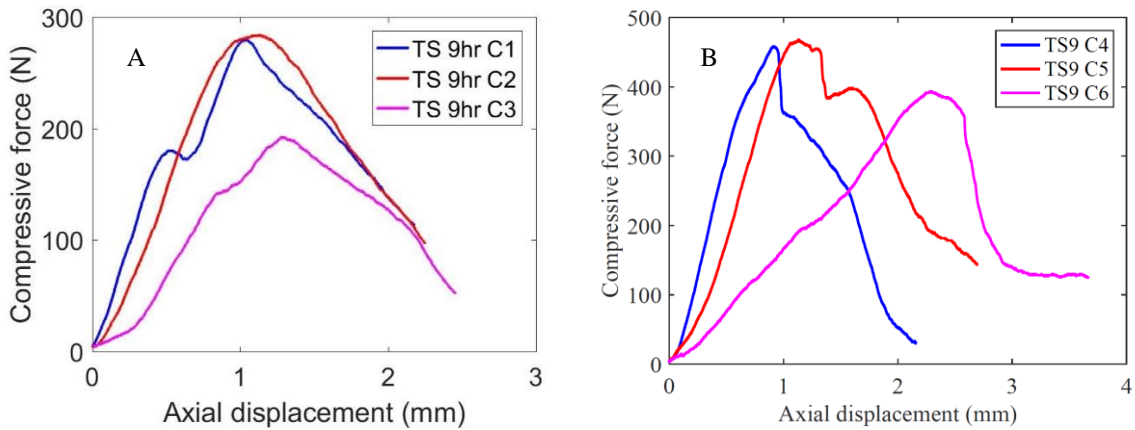 A
TS 9hr C1
TS 9hr C2
TS 9hr C3
300
200
100
0
0 1 2 3
Compressive force (N)
Axial displacement (mm)
B
TS9 C4
TS9 C5
TS9 C6
500
400
300
200
100
0
0 1 2 3 4
Compressive force (N)
Axial displacement (mm)